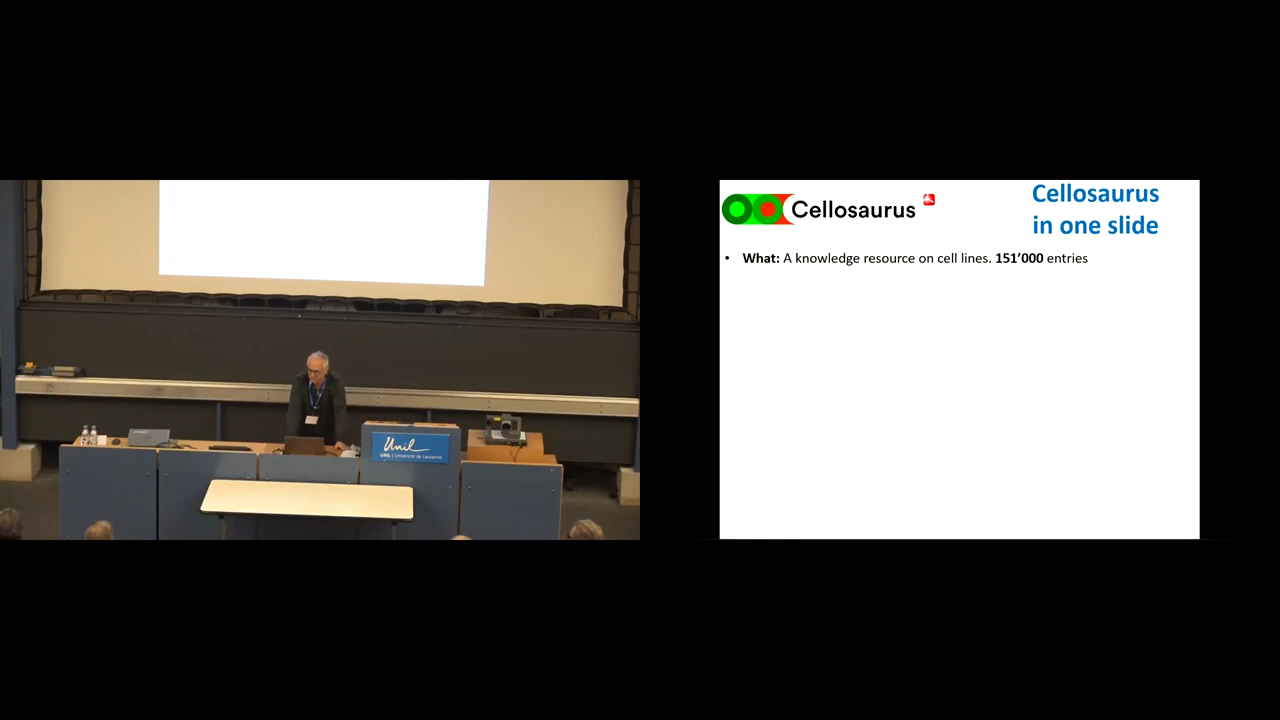 Unil
UNIL | Université de Lausanne
Cellosaurus
Cellosaurus
in one slide
• What: A knowledge resource on cell lines. 151’000 entries